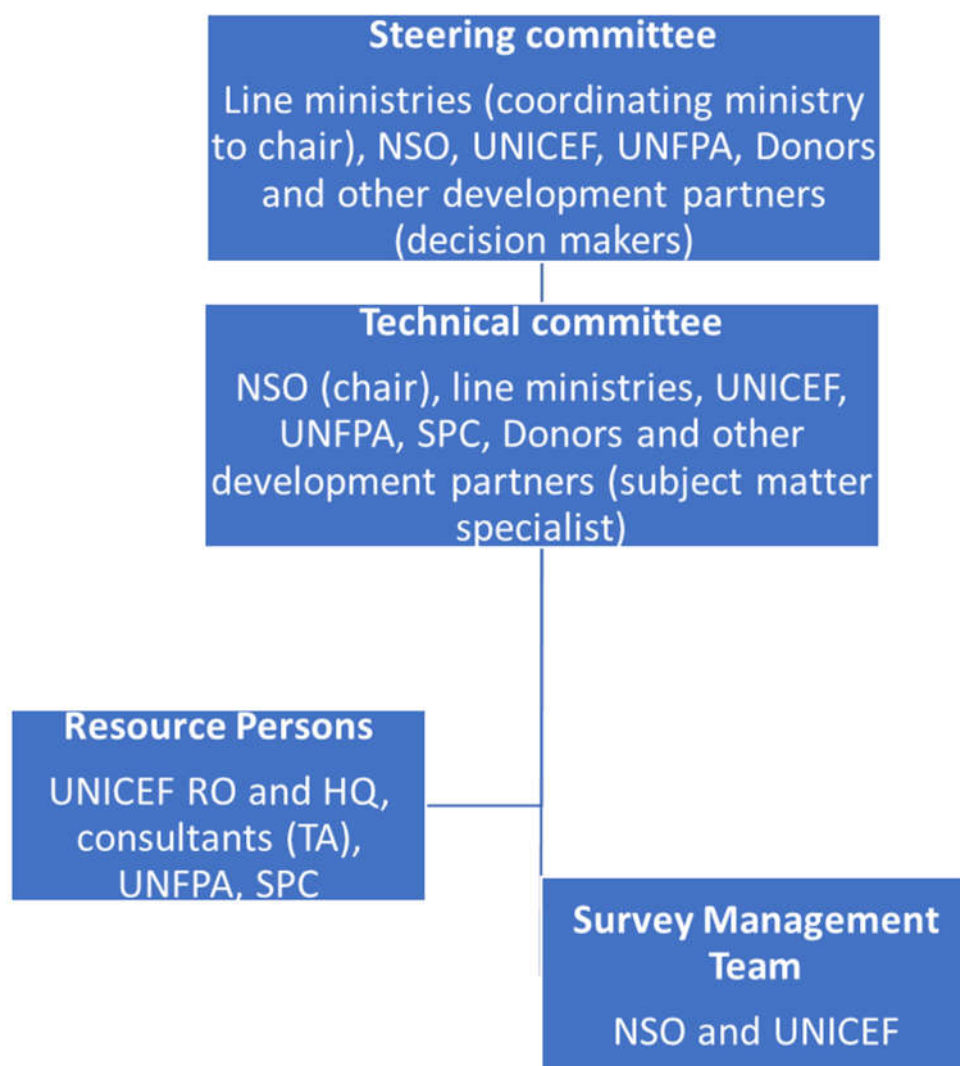 Steering committee
Line ministries (coordinating ministry
to chair), NSO, UNICEF, UNFPA, Donors
and other development partners
(decision makers)
Technical committee
NSO (chair), line ministries, UNICEF,
UNFPA, SPC, Donors and other
development partners (subject matter
specialist)
Resource Persons
UNICEF RO and HQ,
consultants (TA),
UNFPA, SPC
Survey Management
Team
NSO and UNICEF